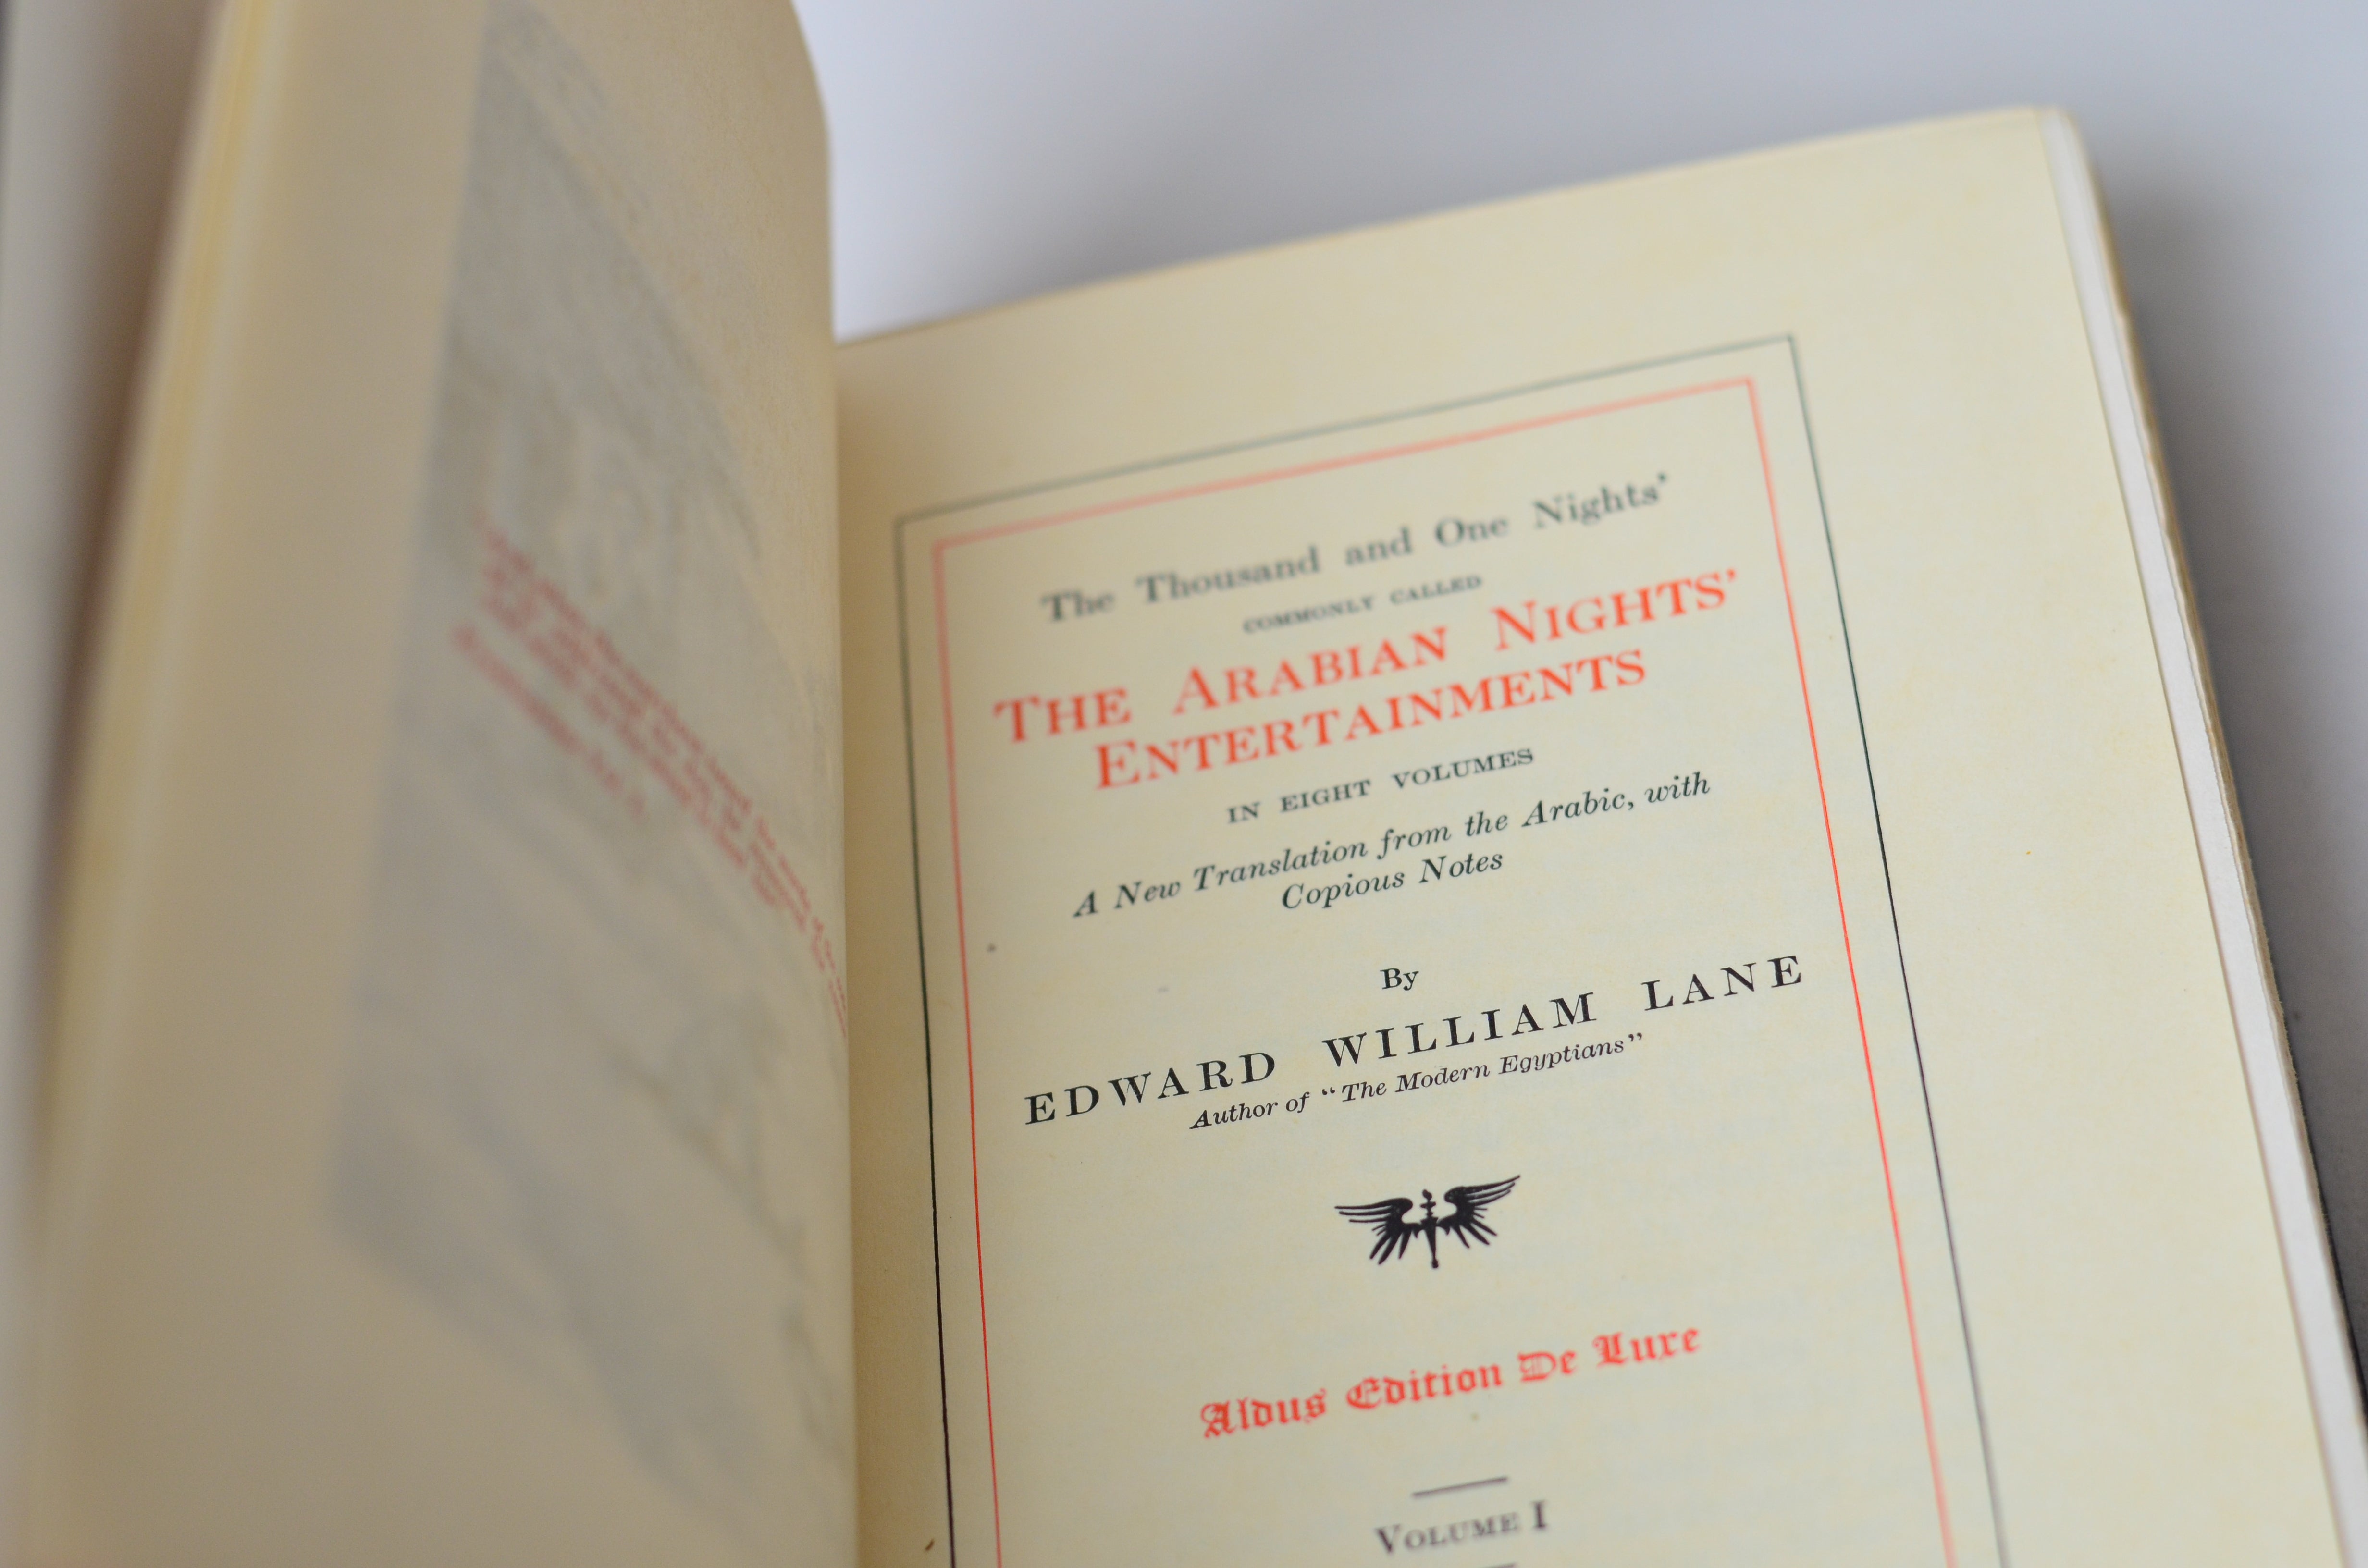 The Thousand and One Nights'
COMMONLY CALLED
THE ARABIAN NIGHTS'
ENTERTAINMENTS
IN EIGHT VOLUMES
A New Translation from the Arabic, with
Copious Notes
By
EDWARD WILLIAM LANE
Author of "The Modern Egyptians"
Aldus Edition De Luxe
VOLUME I